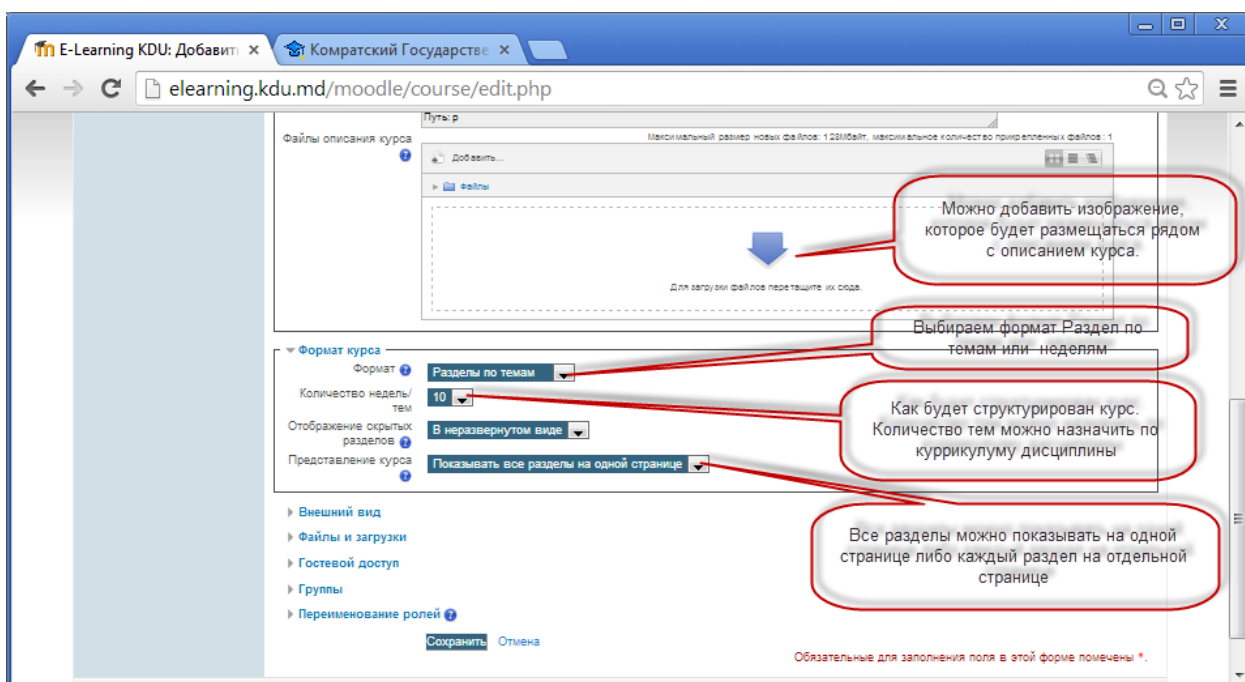 E-Learning KDU: Добавит
Комратский Государстве
elearning.kdu.md/moodle/course/edit.php
Путь: p
Файлы описания курса
Максимальный размер новых файлов: 128Мбайт, максимальное количество прикрепленных файлов: 1
Добавить...
Файлы
Можно добавить изображение,
которое будет размещаться рядом
с описанием курса.
Для загрузки файлов перетащите их сюда.
Выбираем формат Раздел по
темам или неделям
Формат курса
Формат
Разделы по темам
Количество недель/
тем
10
Как будет структурирован курс.
Количество тем можно назначить по
куррикулуму дисциплины
Отображение скрытых
разделов
В неразвернутом виде
Представление курса
Показывать все разделы на одной странице
Внешний вид
Файлы и загрузки
Гостевой доступ
Группы
Переименование ролей
Все разделы можно показывать на одной
странице либо каждый раздел на отдельной
странице
Сохранить Отмена
Обязательные для заполнения поля в этой форме помечены *.